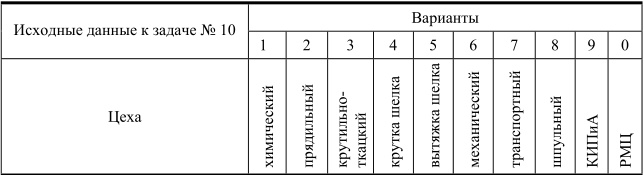 Исходные данные к задаче № 10
Варианты
1 2 3 4 5 6 7 8 9 0
Цеха
химический
прядильный
крутильно-
ткацкий
крутка шелка
вытяжка шелка
механический
транспортный
шпульный
КИПиА
РМЦ